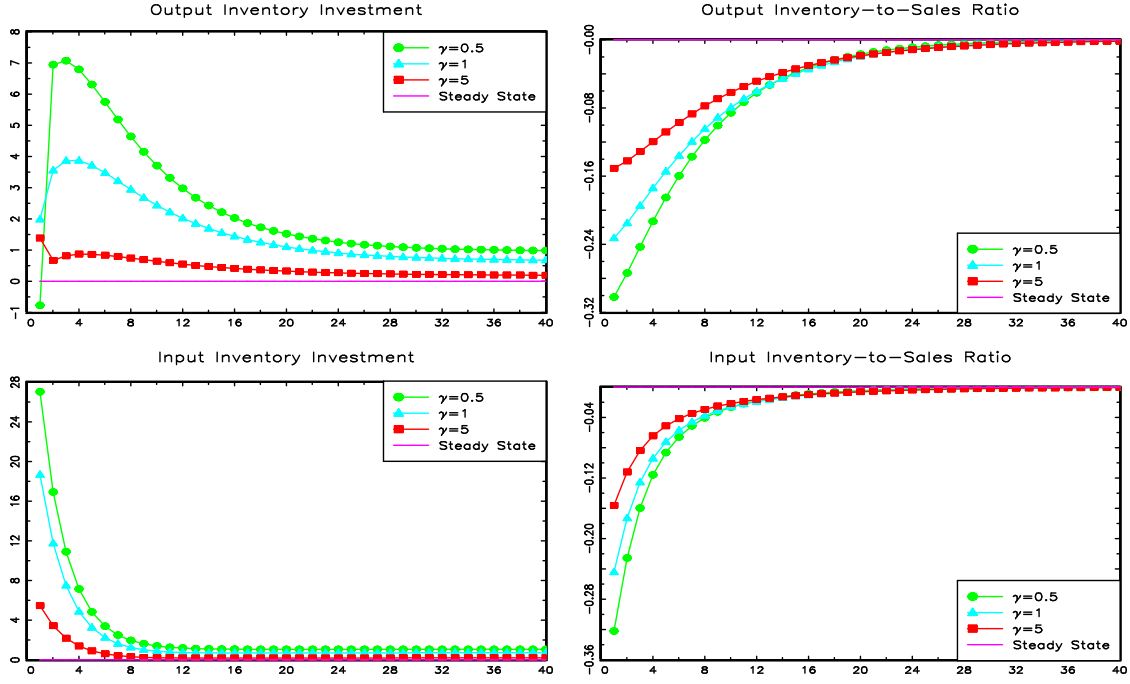 Output Inventory Investment
8
7
6
5
4
3
2
1
0
-1
0 4 8 12 16 20 24 28 32 36 40
γ=0.5
γ=1
γ=5
Steady State
Output Inventory-to-Sales Ratio
-0.00
-0.08
-0.16
-0.24
-0.32
0 4 8 12 16 20 24 28 32 36 40
γ=0.5
γ=1
γ=5
Steady State
Input Inventory Investment
28
24
20
16
12
8
4
0
0 4 8 12 16 20 24 28 32 36 40
γ=0.5
γ=1
γ=5
Steady State
Input Inventory-to-Sales Ratio
-0.04
-0.12
-0.20
-0.28
-0.36
0 4 8 12 16 20 24 28 32 36 40
γ=0.5
γ=1
γ=5
Steady State